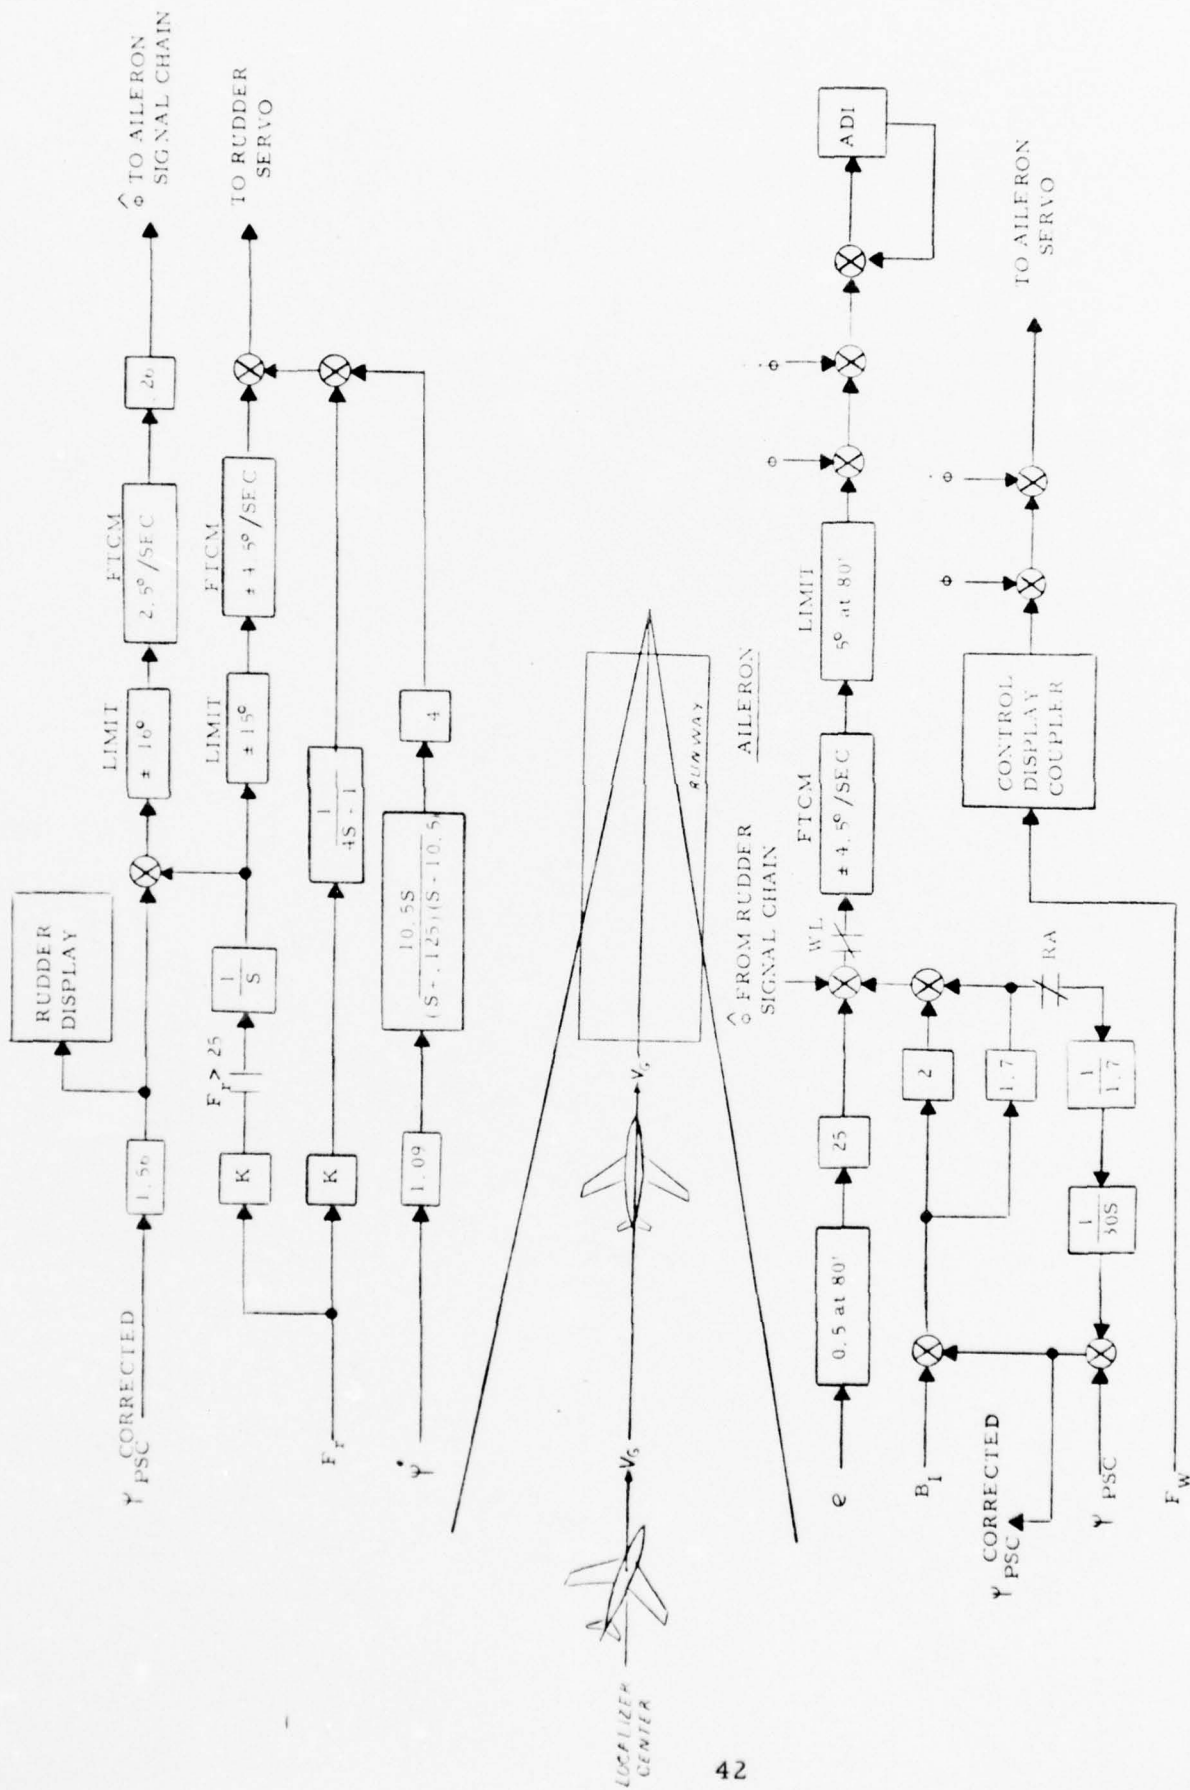 Ψ PSC CORRECTED
1.56
RUDDER
DISPLAY
LIMIT
± 16°
FTCM
2.5°/SEC
.26
Φ̂ TO AILERON
SIGNAL CHAIN
K
F_r > 25
1
S
LIMIT
± 15°
FTCM
± 4.5°/SEC
TO RUDDER
SERVO
F_r
K
1
4S - 1
Ψ̇
1.09
10.5S
(S - .125)(S - 10.5
4
LOCALIZER
CENTER
V_G
V_G
RUNWAY
AILERON
Φ̂ FROM RUDDER
SIGNAL CHAIN
e
0.5 at 80'
25
WL
FTCM
± 4.5°/SEC
LIMIT
5° at 80'
Φ
Φ̇
ADI
B_I
2
1.7
RA
1
1.7
1
30S
Ψ PSC CORRECTED
Ψ PSC
F_W
CONTROL
DISPLAY
COUPLER
Φ
Φ̇
TO AILERON
SERVO
42